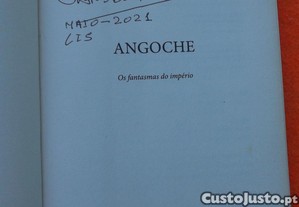 MAIO-2021
LIS
ANGOCHE
Os fantasmas do império
CustoJusto.pt